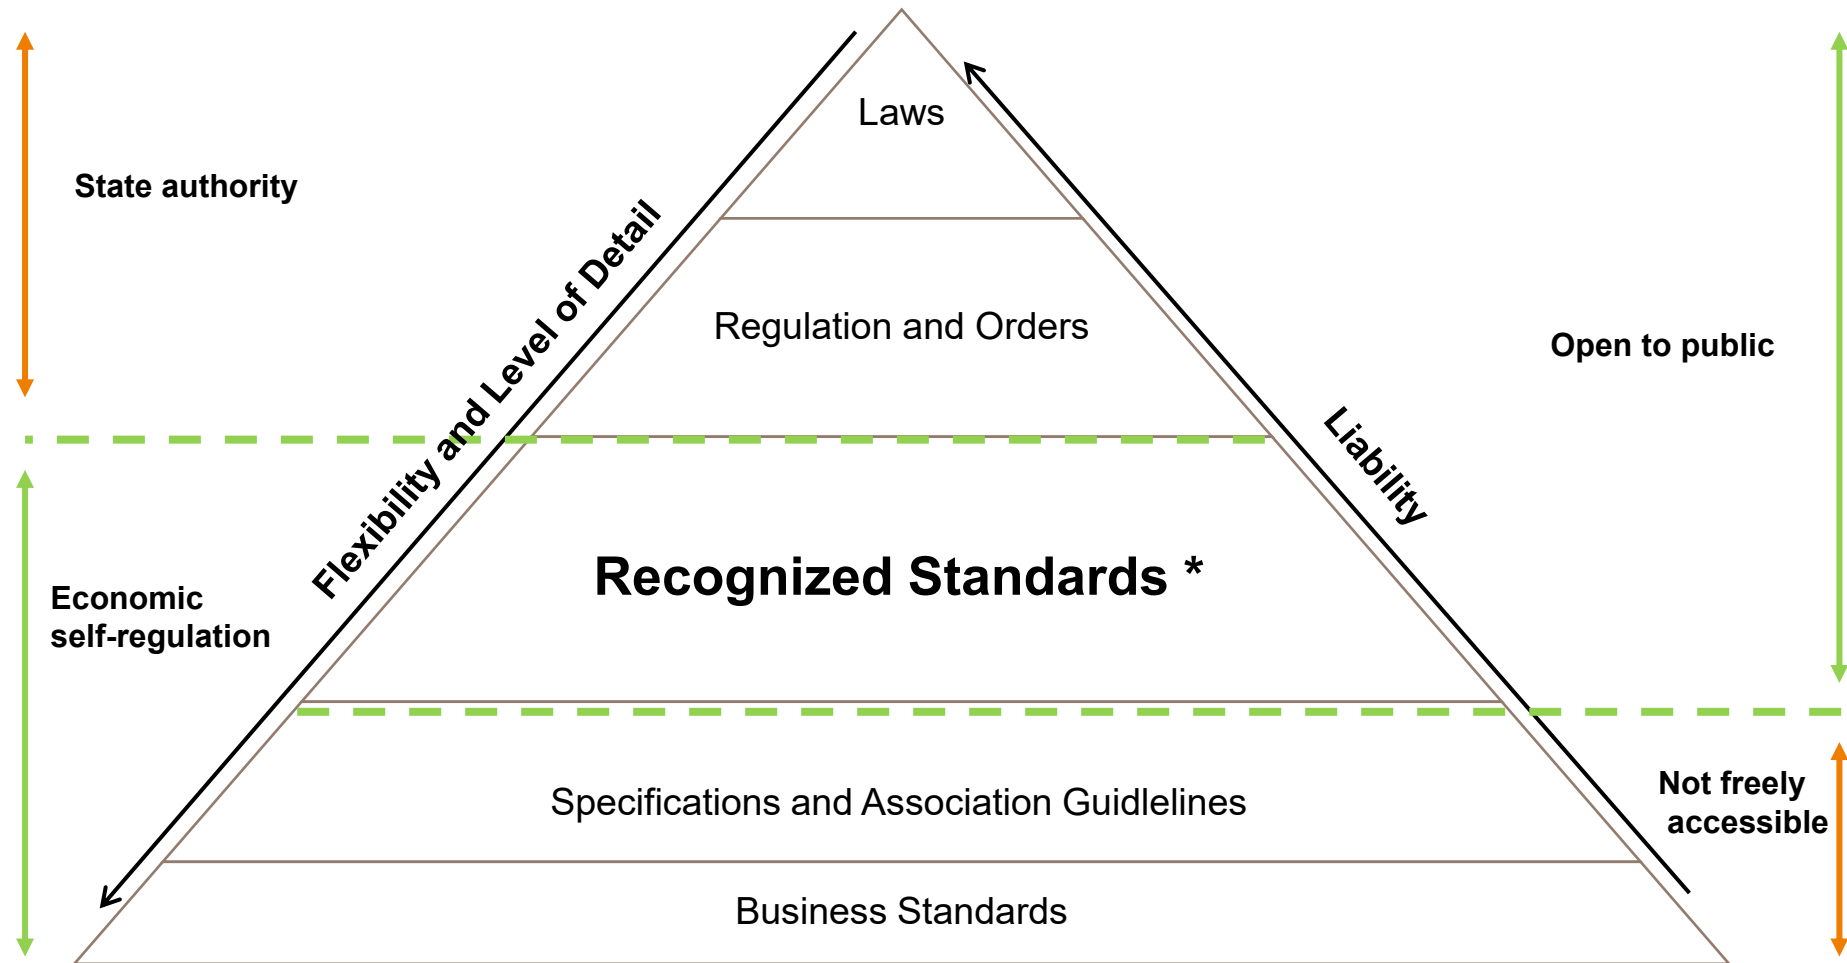 Laws
State authority
Flexibility and Level of Detail
Regulation and Orders
Open to public
Liability
Recognized Standards *
Economic
self-regulation
Specifications and Association Guidlelines
Not freely
accessible
Business Standards